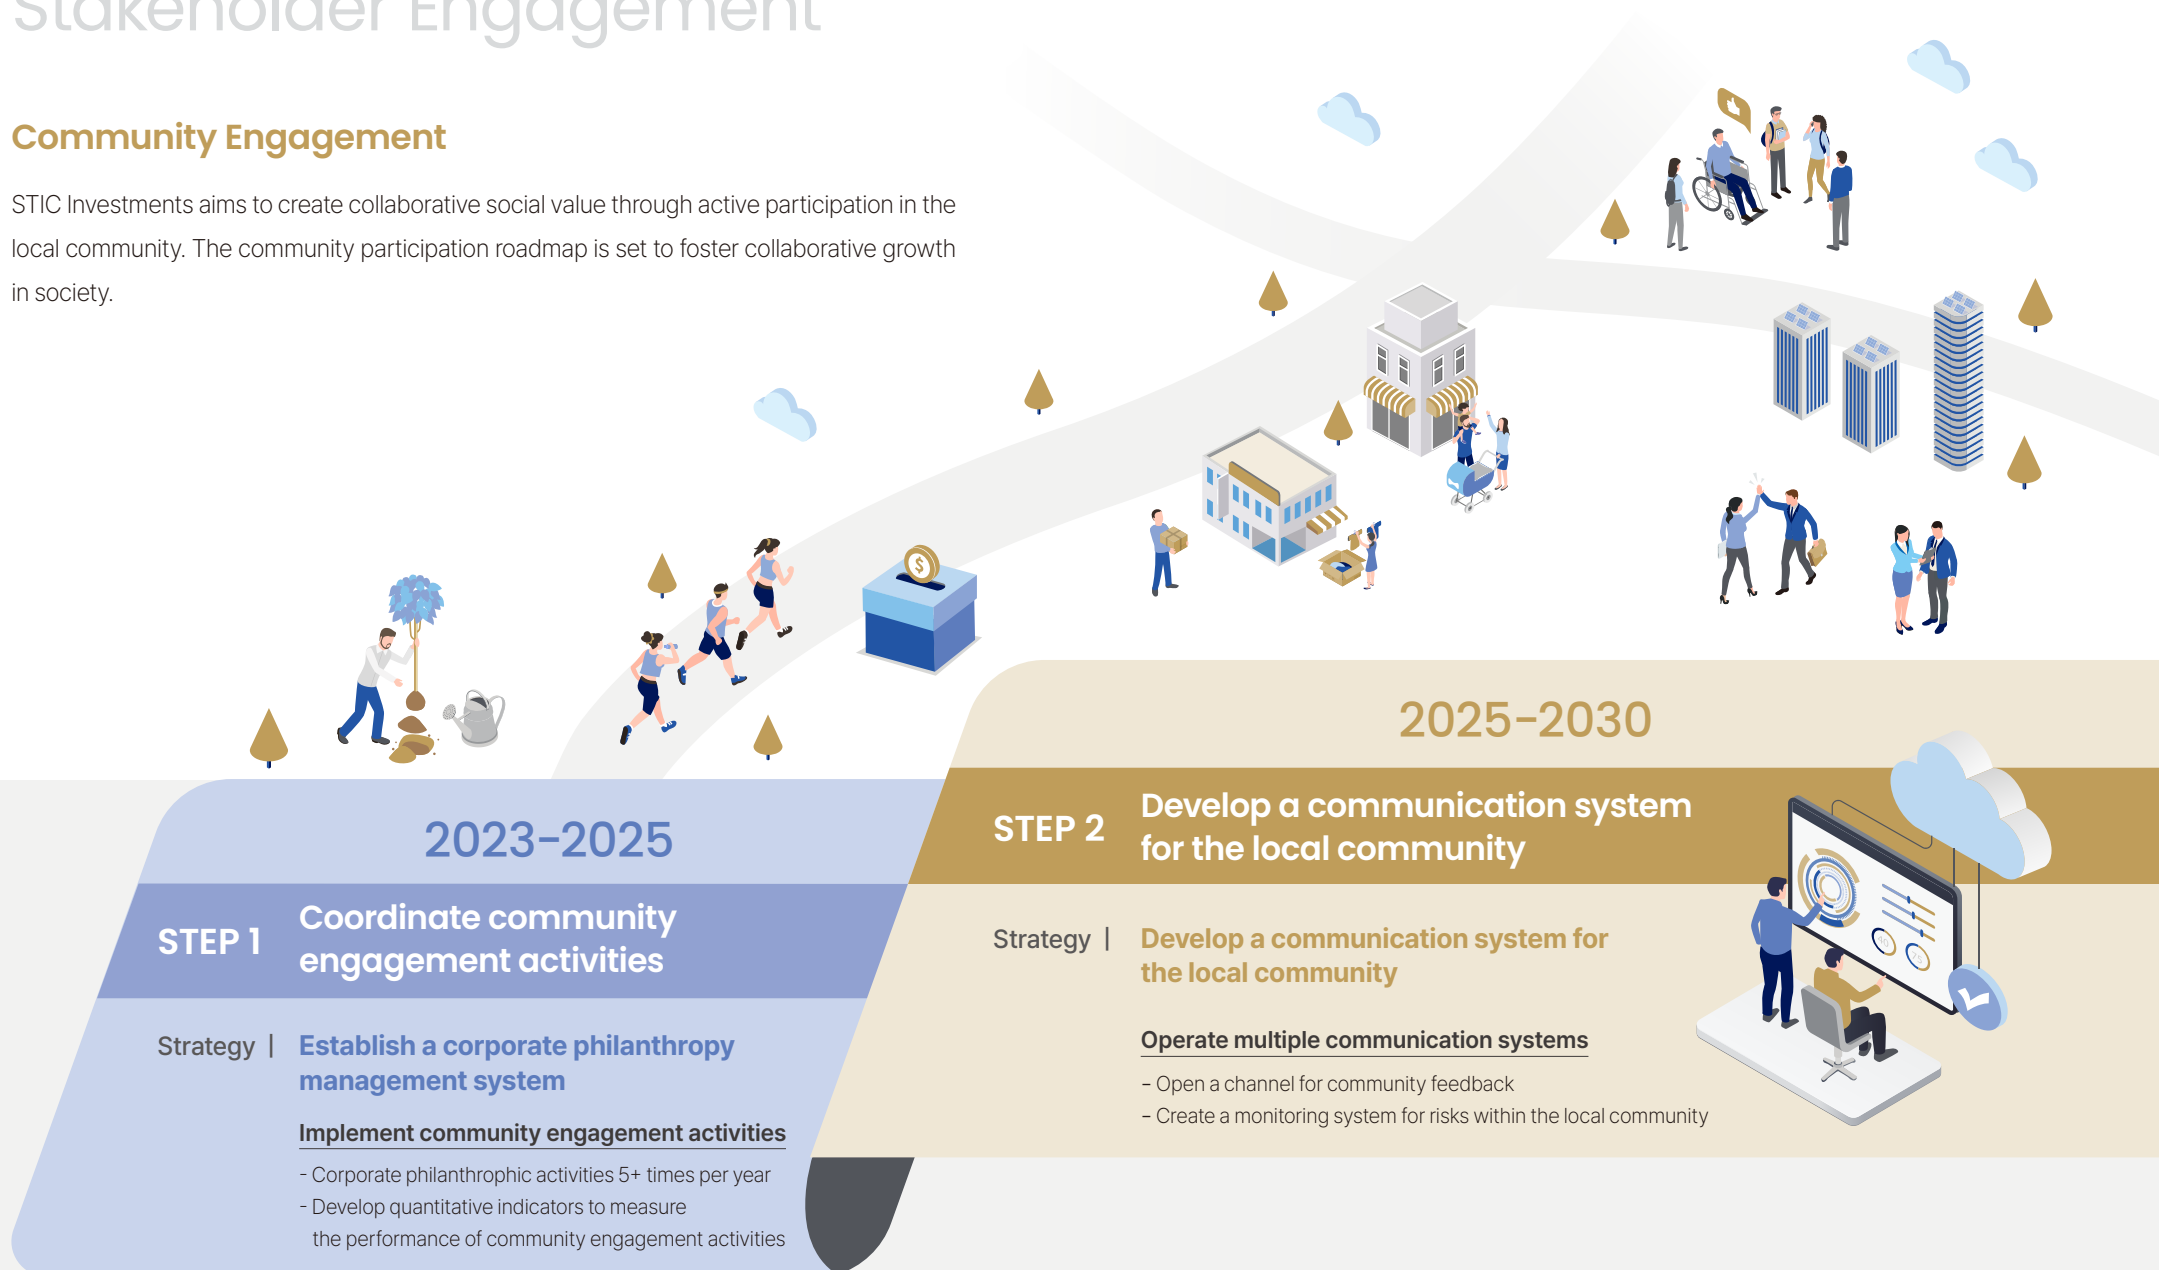 Stakeholder Engagement
Community Engagement
STIC Investments aims to create collaborative social value through active participation in the
local community. The community participation roadmap is set to foster collaborative growth
in society.
2023-2025
STEP 1
Coordinate community
engagement activities
Strategy |
Establish a corporate philanthropy
management system
Implement community engagement activities
- Corporate philanthrophic activities 5+ times per year
- Develop quantitative indicators to measure
the performance of community engagement activities
2025-2030
STEP 2
Develop a communication system
for the local community
Strategy |
Develop a communication system for
the local community
Operate multiple communication systems
- Open a channel for community feedback
- Create a monitoring system for risks within the local community
$
40
75